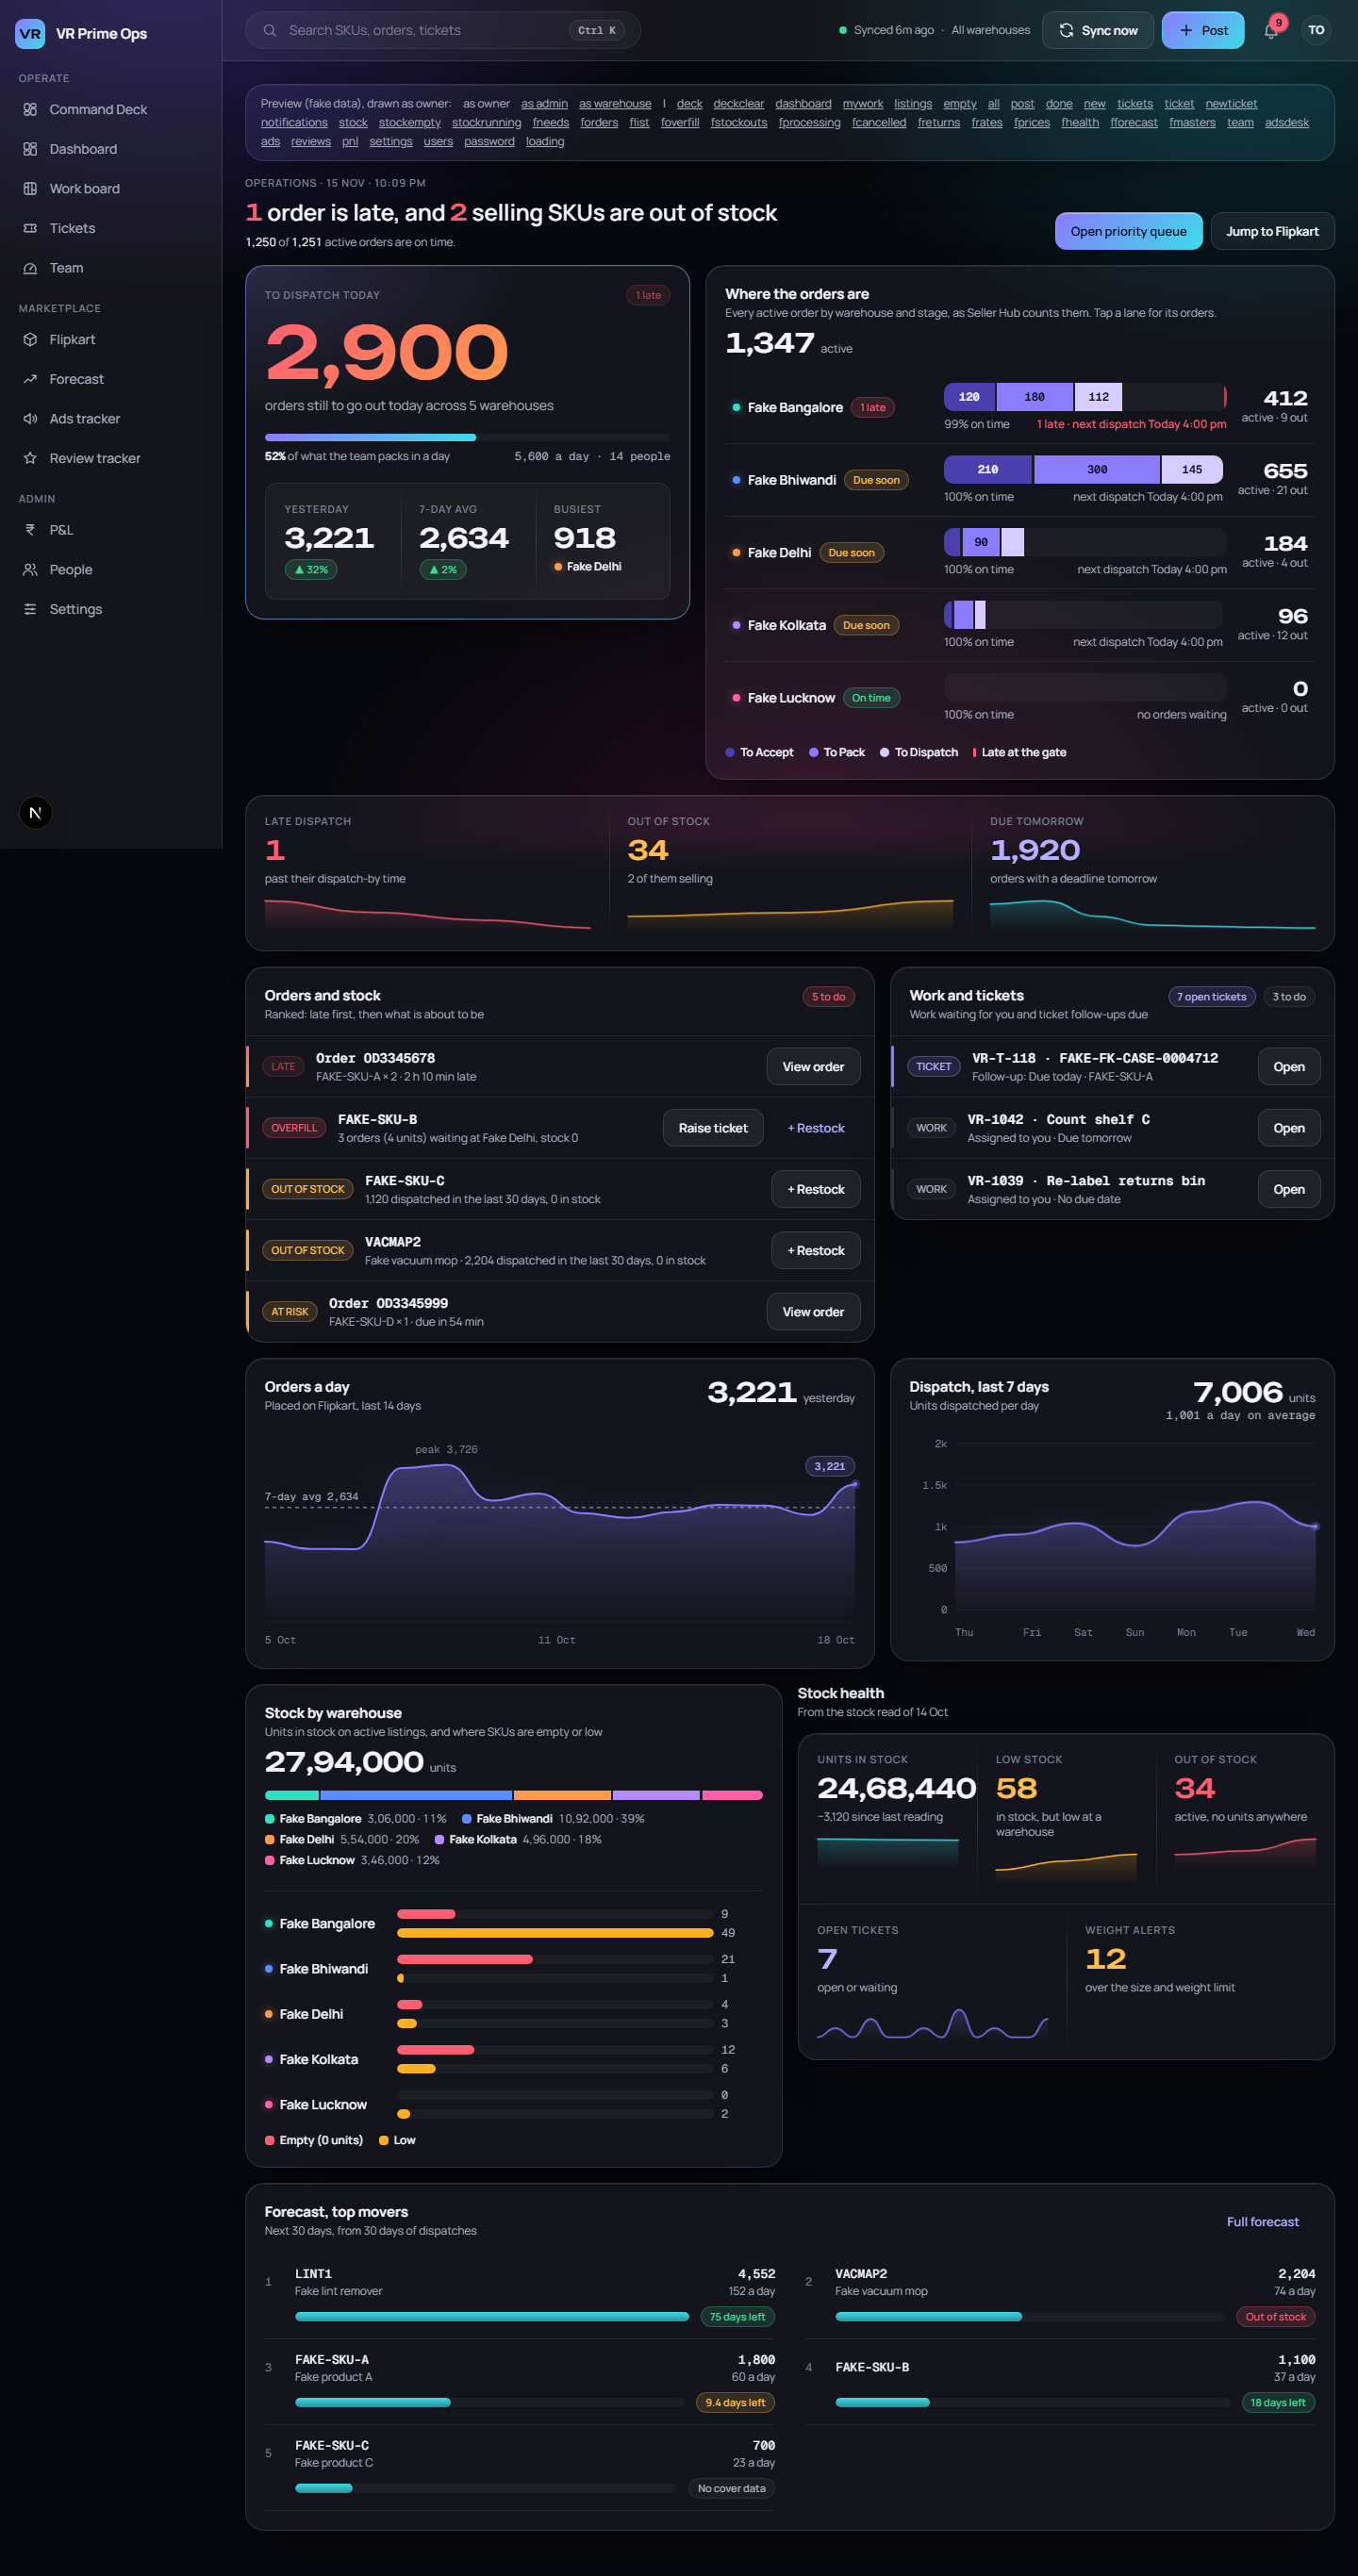 VR VR Prime Ops
Search SKUs, orders, tickets Ctrl K
Synced 6m ago · All warehouses
Sync now
+ Post
9
TO
OPERATE
Command Deck
Dashboard
Work board
Tickets
Team
MARKETPLACE
Flipkart
Forecast
Ads tracker
Review tracker
ADMIN
₹ P&L
People
Settings
N
Preview (fake data), drawn as owner: as owner as admin as warehouse | deck deckclear dashboard mywork listings empty all post done new tickets ticket newticket
notifications stock stockempty stockrunning fneeds forders flist foverfill fstockouts fprocessing fcancelled freturns frates fprices fhealth fforecast fmasters team adsdesk
ads reviews pnl settings users password loading
OPERATIONS · 15 NOV · 10:09 PM
1 order is late, and 2 selling SKUs are out of stock
1,250 of 1,251 active orders are on time.
Open priority queue
Jump to Flipkart
TO DISPATCH TODAY 1 late
2,900
orders still to go out today across 5 warehouses
52% of what the team packs in a day 5,600 a day · 14 people
YESTERDAY
3,221
▲ 32%
7-DAY AVG
2,634
▲ 2%
BUSIEST
918
Fake Delhi
Where the orders are
Every active order by warehouse and stage, as Seller Hub counts them. Tap a lane for its orders.
1,347 active
Fake Bangalore 1 late 120 180 112 412
99% on time 1 late · next dispatch Today 4:00 pm active · 9 out
Fake Bhiwandi Due soon 210 300 145 655
100% on time next dispatch Today 4:00 pm active · 21 out
Fake Delhi Due soon 90 184
100% on time next dispatch Today 4:00 pm active · 4 out
Fake Kolkata Due soon 96
100% on time next dispatch Today 4:00 pm active · 12 out
Fake Lucknow On time 0
100% on time no orders waiting active · 0 out
To Accept To Pack To Dispatch Late at the gate
LATE DISPATCH
1
past their dispatch-by time
OUT OF STOCK
34
2 of them selling
DUE TOMORROW
1,920
orders with a deadline tomorrow
Orders and stock 5 to do
Ranked: late first, then what is about to be
LATE Order OD3345678 View order
FAKE-SKU-A × 2 · 2 h 10 min late
OVERFILL FAKE-SKU-B Raise ticket + Restock
3 orders (4 units) waiting at Fake Delhi, stock 0
OUT OF STOCK FAKE-SKU-C + Restock
1,120 dispatched in the last 30 days, 0 in stock
OUT OF STOCK VACMAP2 + Restock
Fake vacuum mop · 2,204 dispatched in the last 30 days, 0 in stock
AT RISK Order OD3345999 View order
FAKE-SKU-D × 1 · due in 54 min
Work and tickets 7 open tickets 3 to do
Work waiting for you and ticket follow-ups due
TICKET VR-T-118 · FAKE-FK-CASE-0004712 Open
Follow-up: Due today · FAKE-SKU-A
WORK VR-1042 · Count shelf C Open
Assigned to you · Due tomorrow
WORK VR-1039 · Re-label returns bin Open
Assigned to you · No due date
Orders a day 3,221 yesterday
Placed on Flipkart, last 14 days
peak 3,726
3,221
7-day avg 2,634
5 Oct 11 Oct 18 Oct
Dispatch, last 7 days 7,006 units
Units dispatched per day 1,001 a day on average
2k
1.5k
1k
500
0
Thu Fri Sat Sun Mon Tue Wed
Stock by warehouse
Units in stock on active listings, and where SKUs are empty or low
27,94,000 units
Fake Bangalore 3,06,000 · 11% Fake Bhiwandi 10,92,000 · 39%
Fake Delhi 5,54,000 · 20% Fake Kolkata 4,96,000 · 18%
Fake Lucknow 3,46,000 · 12%
Fake Bangalore 9
49
Fake Bhiwandi 21
1
Fake Delhi 4
3
Fake Kolkata 12
6
Fake Lucknow 0
2
Empty (0 units) Low
Stock health
From the stock read of 14 Oct
UNITS IN STOCK
24,68,440
−3,120 since last reading
LOW STOCK
58
in stock, but low at a
warehouse
OUT OF STOCK
34
active, no units anywhere
OPEN TICKETS
7
open or waiting
WEIGHT ALERTS
12
over the size and weight limit
Forecast, top movers
Next 30 days, from 30 days of dispatches
Full forecast
1 LINT1 4,552
Fake lint remover 152 a day
75 days left
2 VACMAP2 2,204
Fake vacuum mop 74 a day
Out of stock
3 FAKE-SKU-A 1,800
Fake product A 60 a day
9.4 days left
4 FAKE-SKU-B 1,100
37 a day
18 days left
5 FAKE-SKU-C 700
Fake product C 23 a day
No cover data